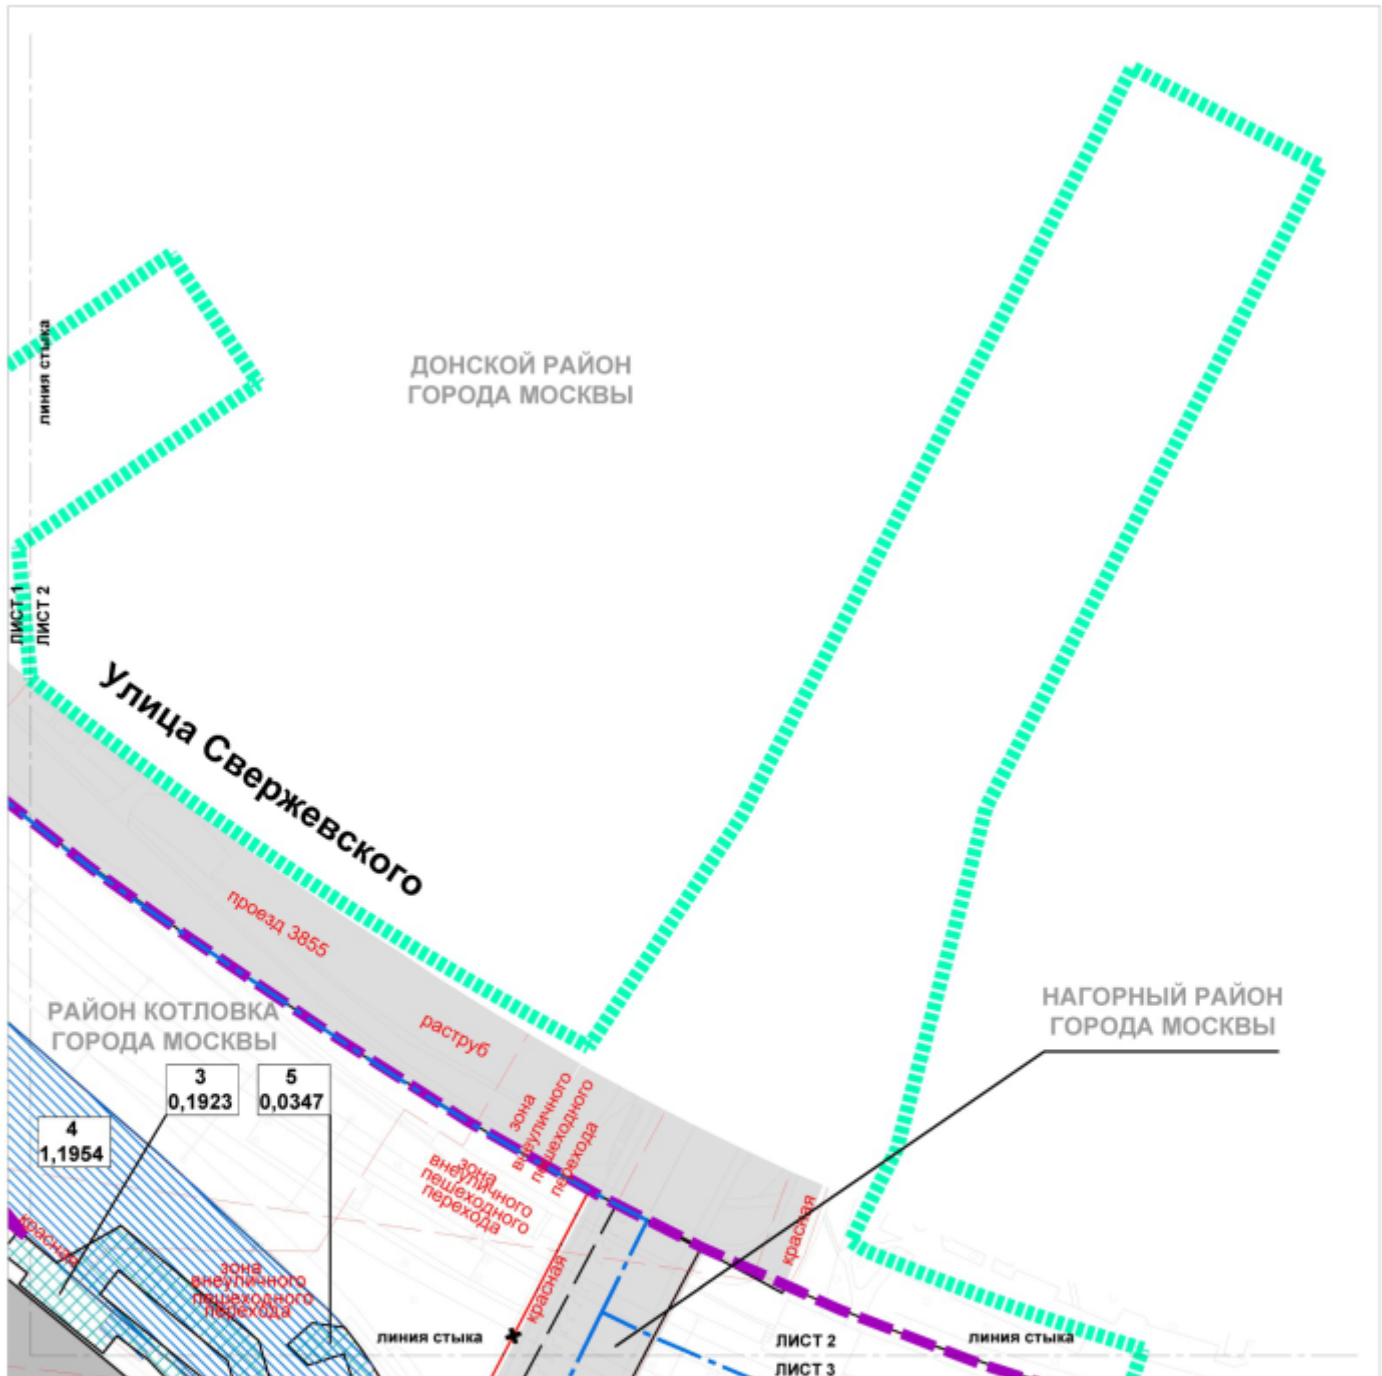 линия стыка
ДОНСКОЙ РАЙОН
ГОРОДА МОСКВЫ
ЛИСТ 1
ЛИСТ 2
Улица Свержевского
проезд 3855
раструб
РАЙОН КОТЛОВКА
ГОРОДА МОСКВЫ
НАГОРНЫЙ РАЙОН
ГОРОДА МОСКВЫ
3
0,1923
5
0,0347
4
1,1954
зона
внеуличного
пешеходного
перехода
зона
внеуличного
пешеходного
перехода
красная
красная
красная
зона
внеуличного
пешеходного
перехода
линия стыка
ЛИСТ 2
ЛИСТ 3
линия стыка